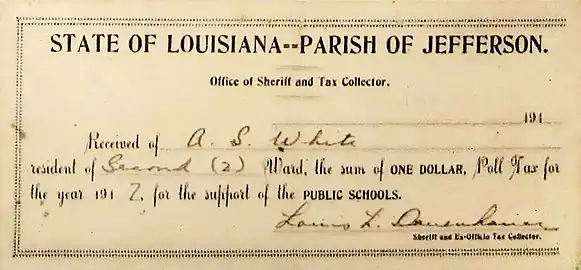 STATE OF LOUISIANA--PARISH OF JEFFERSON.
Office of Sheriff and Tax Collector.
191
Received of A. S. White
resident of Second (2) Ward, the sum of ONE DOLLAR, Poll Tax for
the year 191 7, for the support of the PUBLIC SCHOOLS.
Louis L.
Sheriff and Ex-Officio Tax Collector.